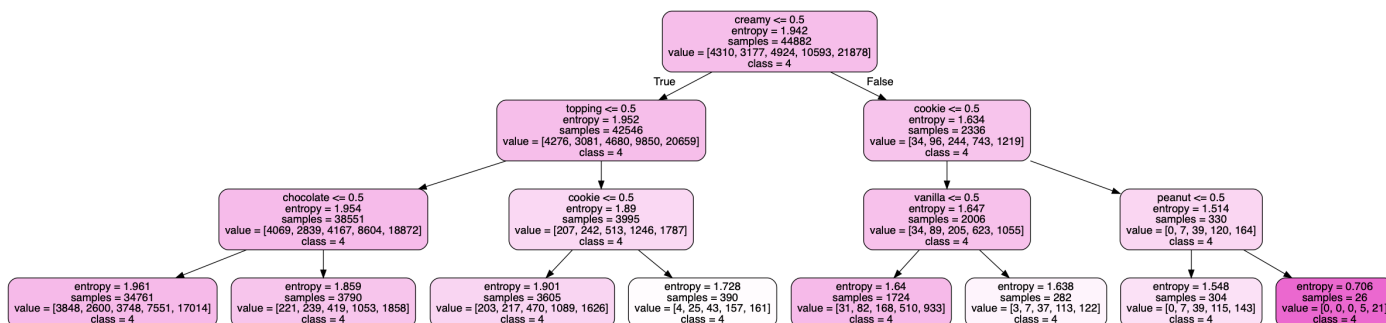 creamy <= 0.5
entropy = 1.942
samples = 44882
value = [4310, 3177, 4924, 10593, 21878]
class = 4
True
False
topping <= 0.5
entropy = 1.952
samples = 42546
value = [4276, 3081, 4680, 9850, 20659]
class = 4
cookie <= 0.5
entropy = 1.634
samples = 2336
value = [34, 96, 244, 743, 1219]
class = 4
chocolate <= 0.5
entropy = 1.954
samples = 38551
value = [4069, 2839, 4167, 8604, 18872]
class = 4
cookie <= 0.5
entropy = 1.89
samples = 3995
value = [207, 242, 513, 1246, 1787]
class = 4
vanilla <= 0.5
entropy = 1.647
samples = 2006
value = [34, 89, 205, 623, 1055]
class = 4
peanut <= 0.5
entropy = 1.514
samples = 330
value = [0, 7, 39, 120, 164]
class = 4
entropy = 1.961
samples = 34761
value = [3848, 2600, 3748, 7551, 17014]
class = 4
entropy = 1.859
samples = 3790
value = [221, 239, 419, 1053, 1858]
class = 4
entropy = 1.901
samples = 3605
value = [203, 217, 470, 1089, 1626]
class = 4
entropy = 1.728
samples = 390
value = [4, 25, 43, 157, 161]
class = 4
entropy = 1.64
samples = 1724
value = [31, 82, 168, 510, 933]
class = 4
entropy = 1.638
samples = 282
value = [3, 7, 37, 113, 122]
class = 4
entropy = 1.548
samples = 304
value = [0, 7, 39, 115, 143]
class = 4
entropy = 0.706
samples = 26
value = [0, 0, 0, 5, 21]
class = 4